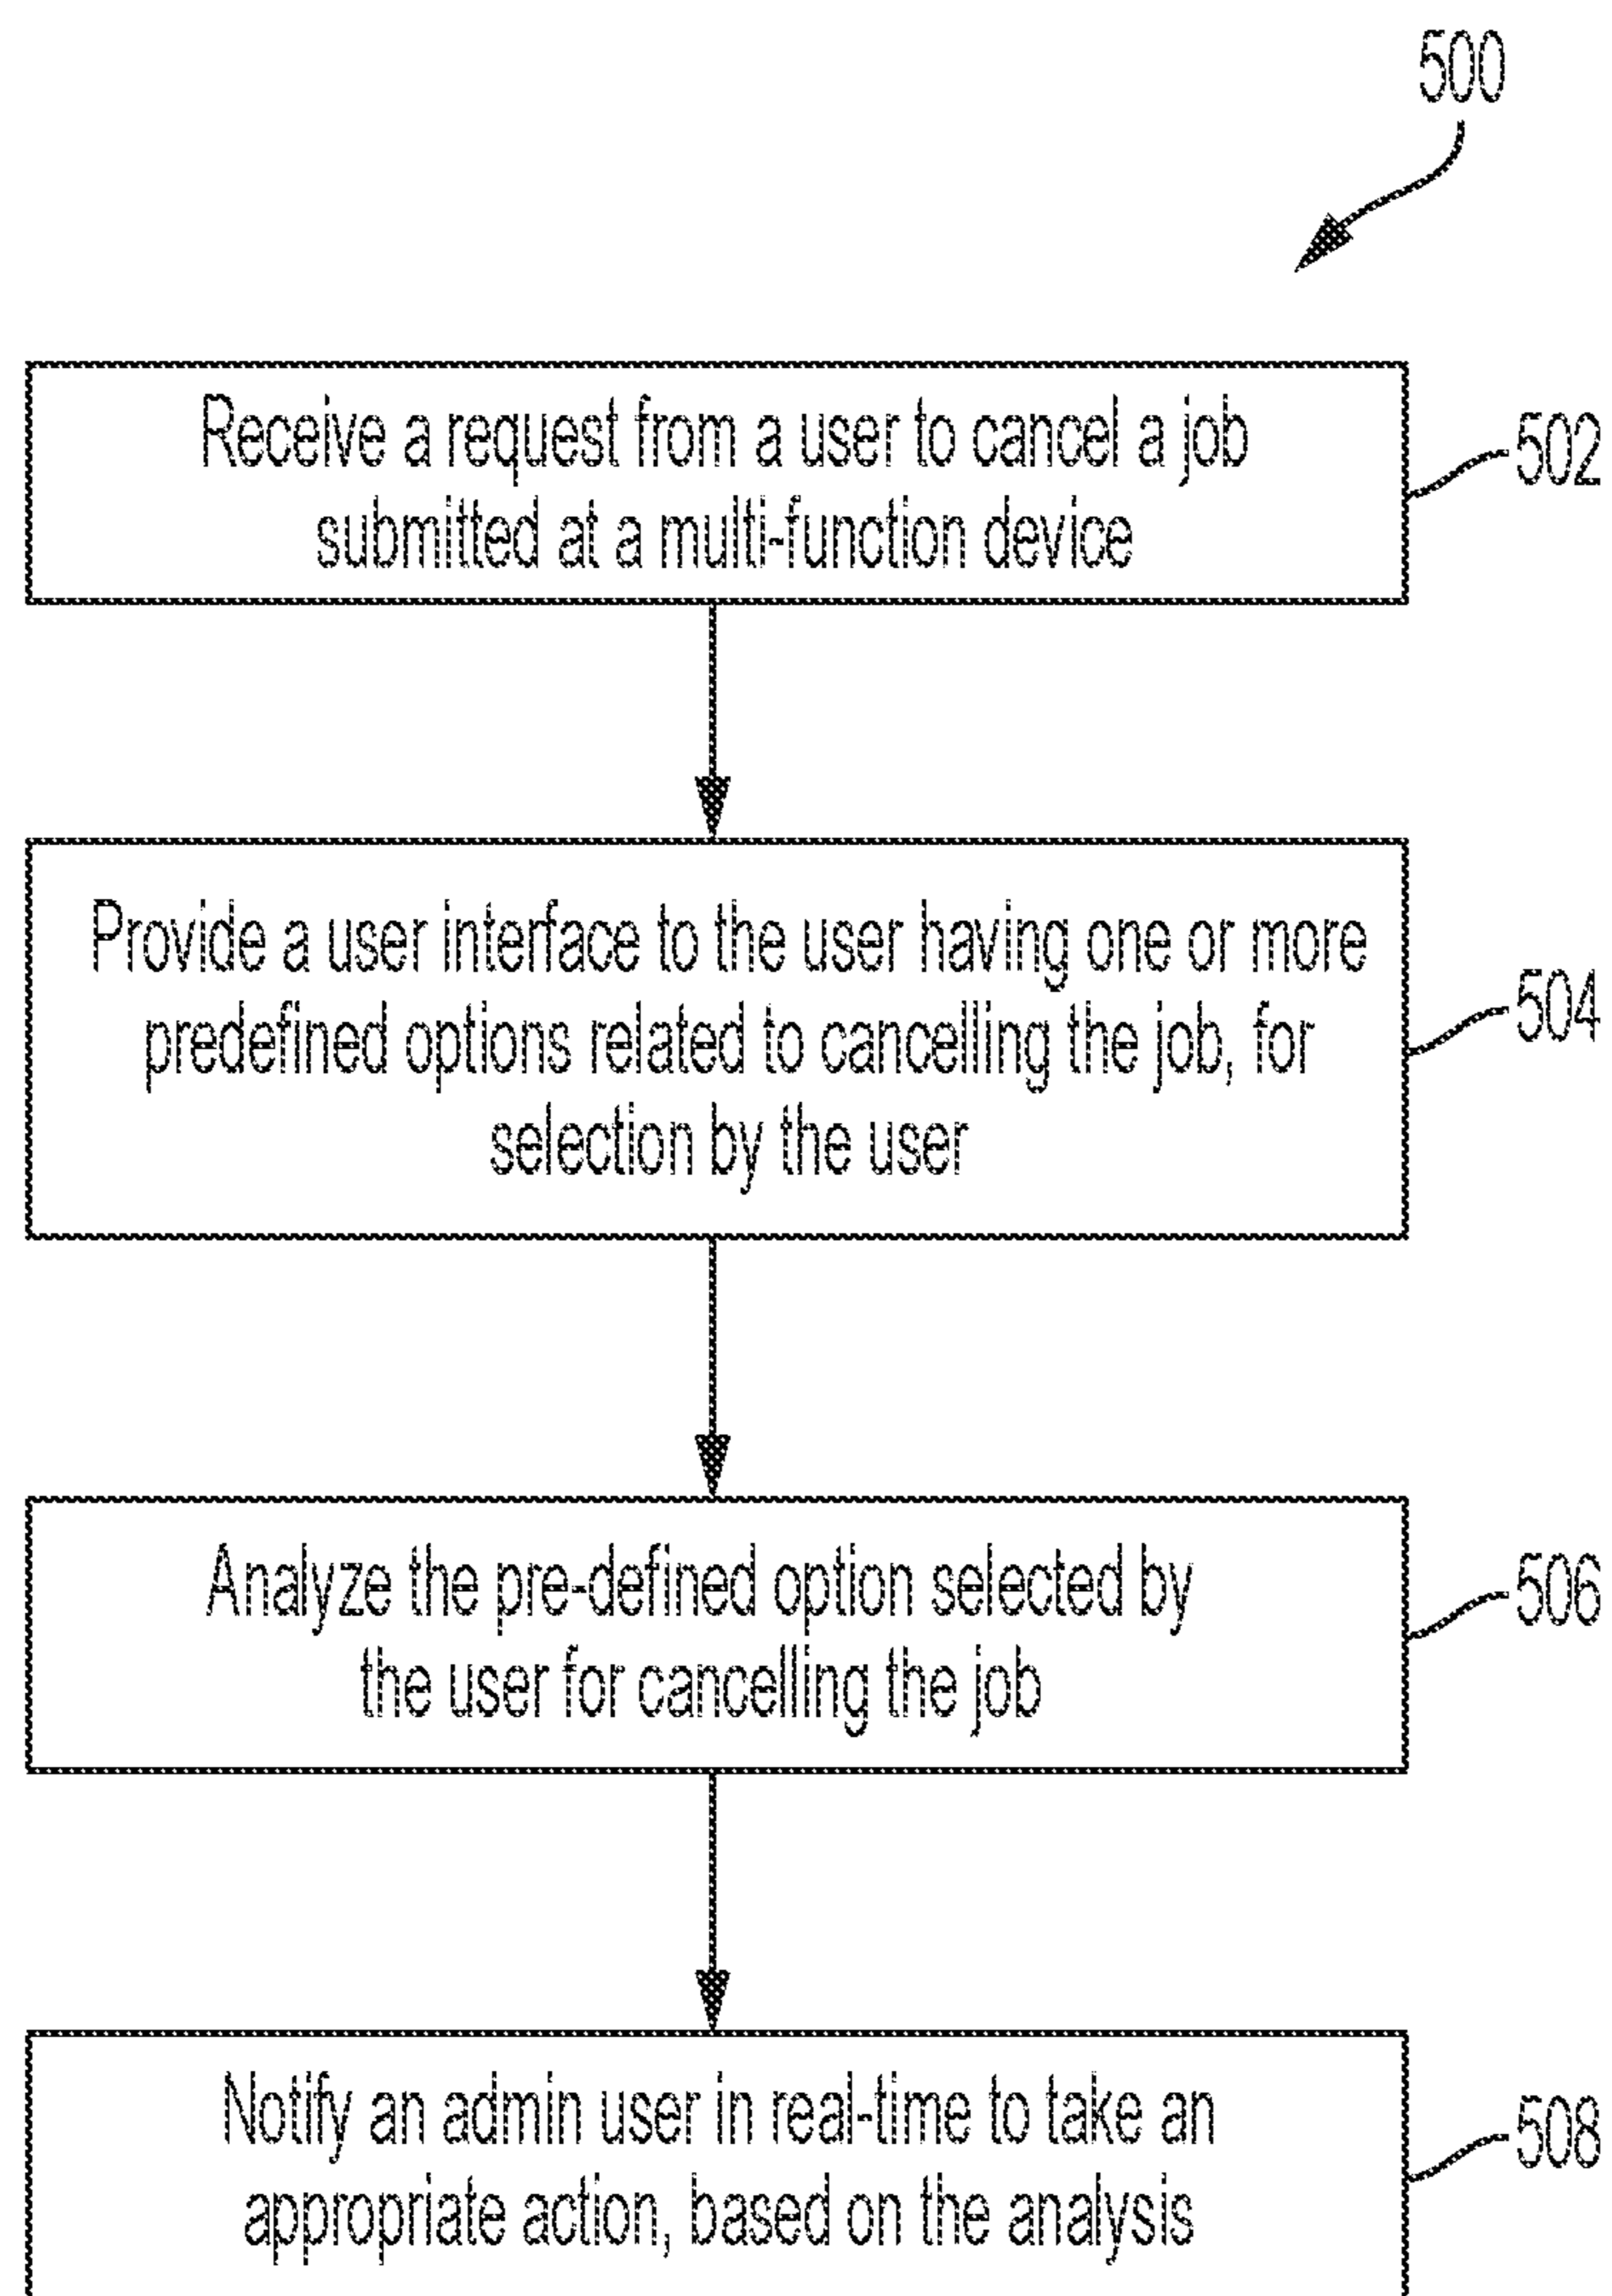 500
Receive a request from a user to cancel a job
submitted at a multi-function device
502
Provide a user interface to the user having one or more
predefined options related to cancelling the job, for
selection by the user
504
Analyze the pre-defined option selected by
the user for cancelling the job
506
Notify an admin user in real-time to take an
appropriate action, based on the analysis
508